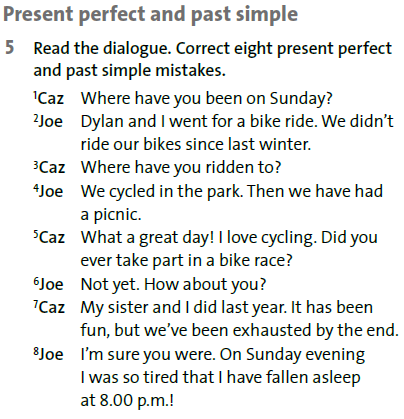 Present perfect and past simple
5 Read the dialogue. Correct eight present perfect
and past simple mistakes.
¹Caz Where have you been on Sunday?
²Joe Dylan and I went for a bike ride. We didn't
ride our bikes since last winter.
³Caz Where have you ridden to?
⁴Joe We cycled in the park. Then we have had
a picnic.
⁵Caz What a great day! I love cycling. Did you
ever take part in a bike race?
⁶Joe Not yet. How about you?
⁷Caz My sister and I did last year. It has been
fun, but we've been exhausted by the end.
⁸Joe I'm sure you were. On Sunday evening
I was so tired that I have fallen asleep
at 8.00 p.m.!